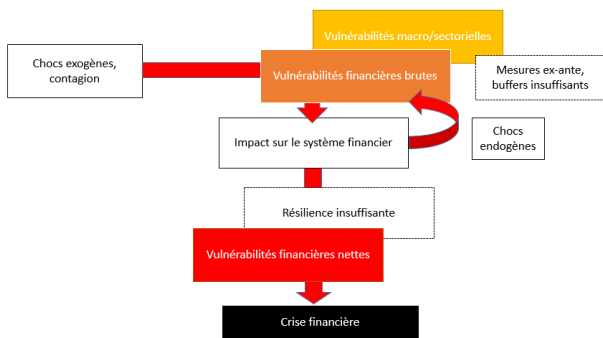 Vulnérabilités macro/sectorielles
Chocs exogènes,
contagion
Vulnérabilités financières brutes
Mesures ex-ante,
buffers insuffisants
Impact sur le système financier
Chocs
endogènes
Résilience insuffisante
Vulnérabilités financières nettes
Crise financière